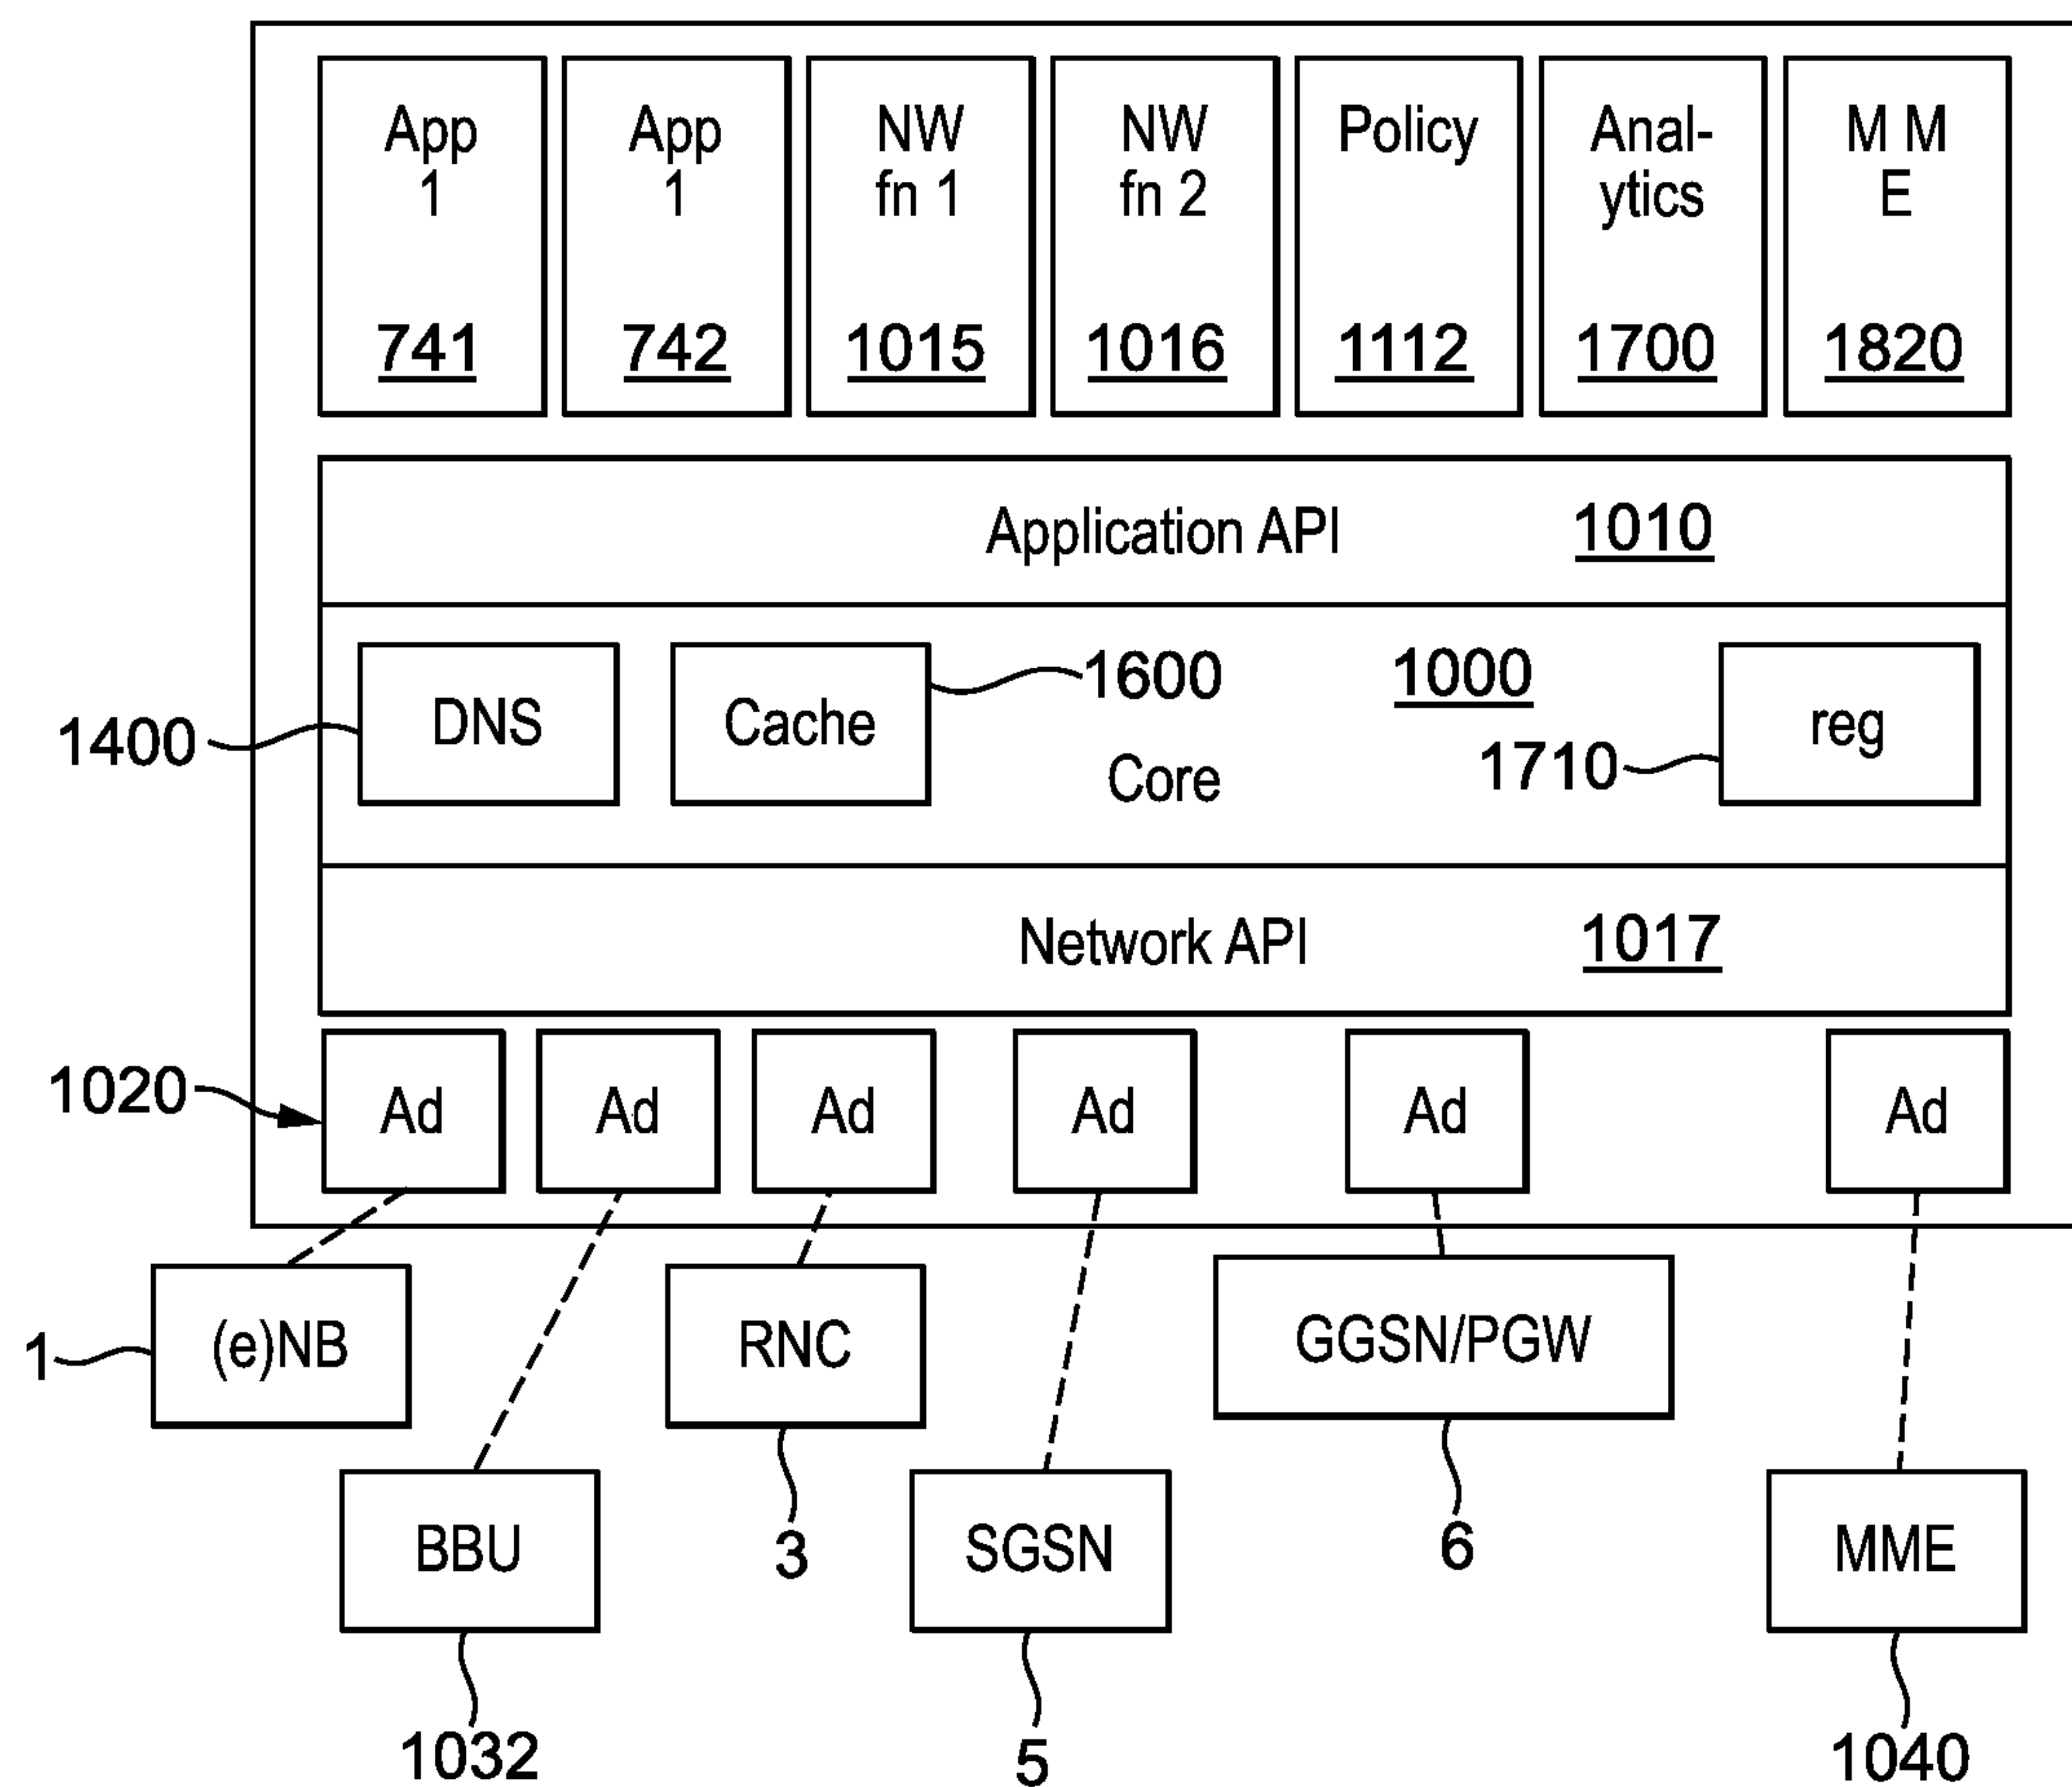 App
1
741
App
1
742
NW
fn 1
1015
NW
fn 2
1016
Policy
1112
Anal-
ytics
1700
M M
E
1820
Application API 1010
1400
DNS
Cache
1600
1000
Core
1710
reg
Network API 1017
1020
Ad
Ad
Ad
Ad
Ad
Ad
1
(e)NB
RNC
3
GGSN/PGW
6
BBU
1032
SGSN
5
MME
1040